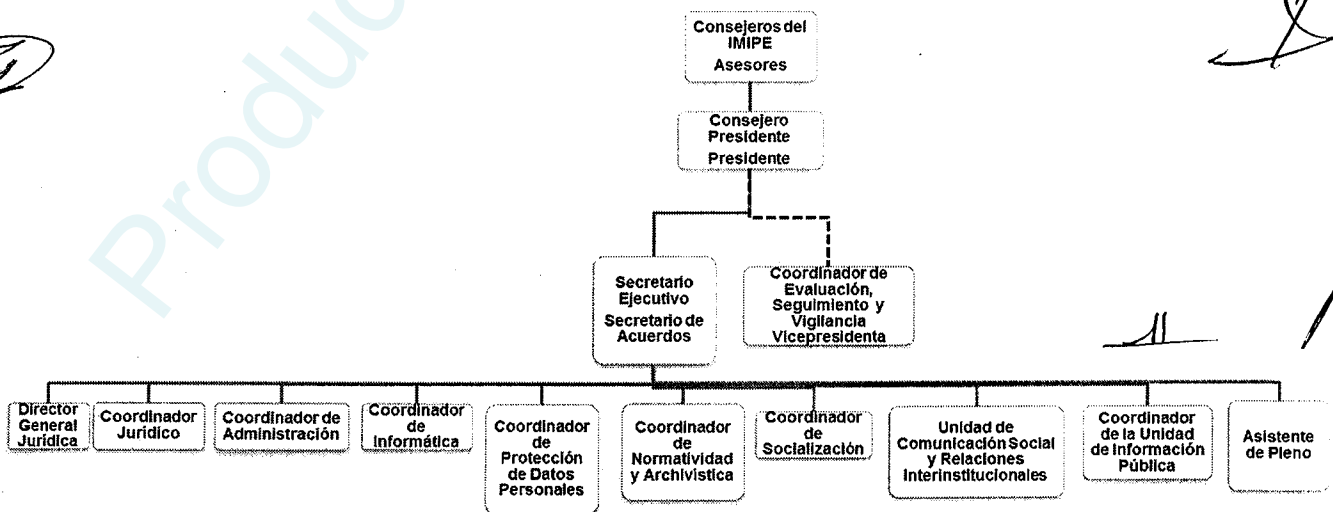 Produc
Consejeros del
IMIPE
Asesores
Consejero
Presidente
Presidente
Secretario
Ejecutivo
Secretario de
Acuerdos
Coordinador de
Evaluación,
Seguimiento y
Vigilancia
Vicepresidenta
Director
General
Jurídica
Coordinador
Jurídico
Coordinador de
Administración
Coordinador
de
Informática
Coordinador
de
Protección
de Datos
Personales
Coordinador
de
Normatividad
y Archivística
Coordinador
de
Socialización
Unidad de
Comunicación Social
y Relaciones
Interinstitucionales
Coordinador
de la Unidad
de Información
Pública
Asistente
de Pleno